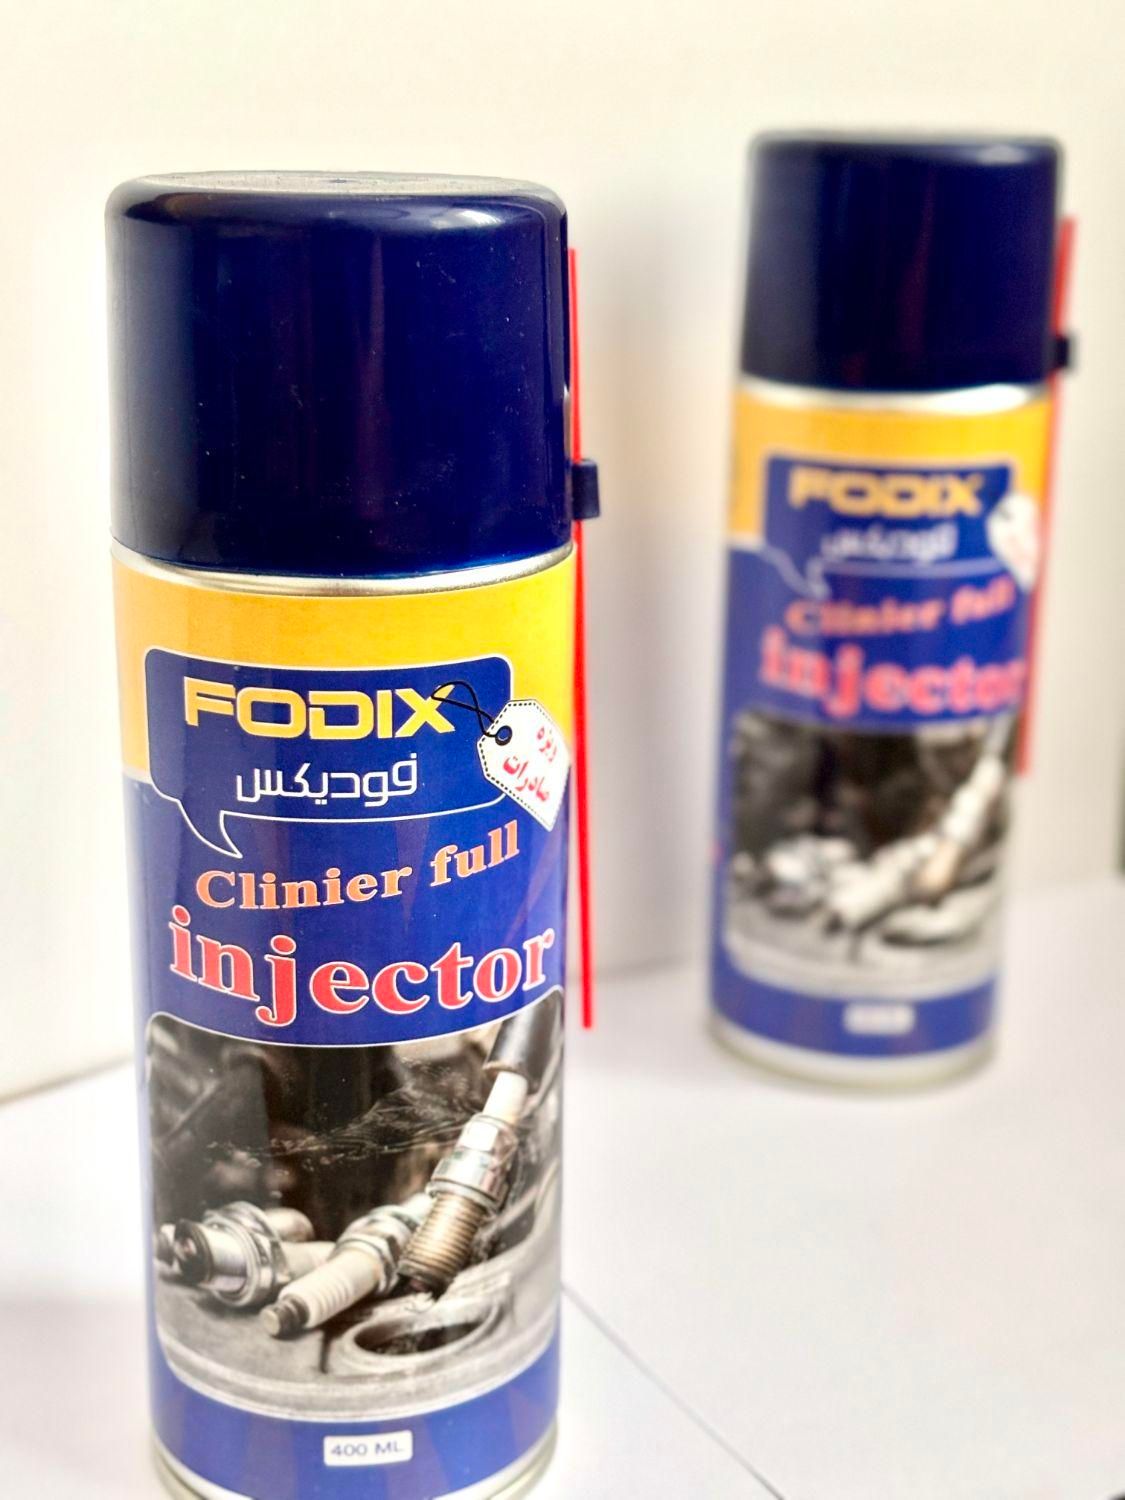 FODIX
فودیکس
ویژه
صادرات
Clinier full
injector
400 ML
FODIX
فودیکس
Clinier full
injector